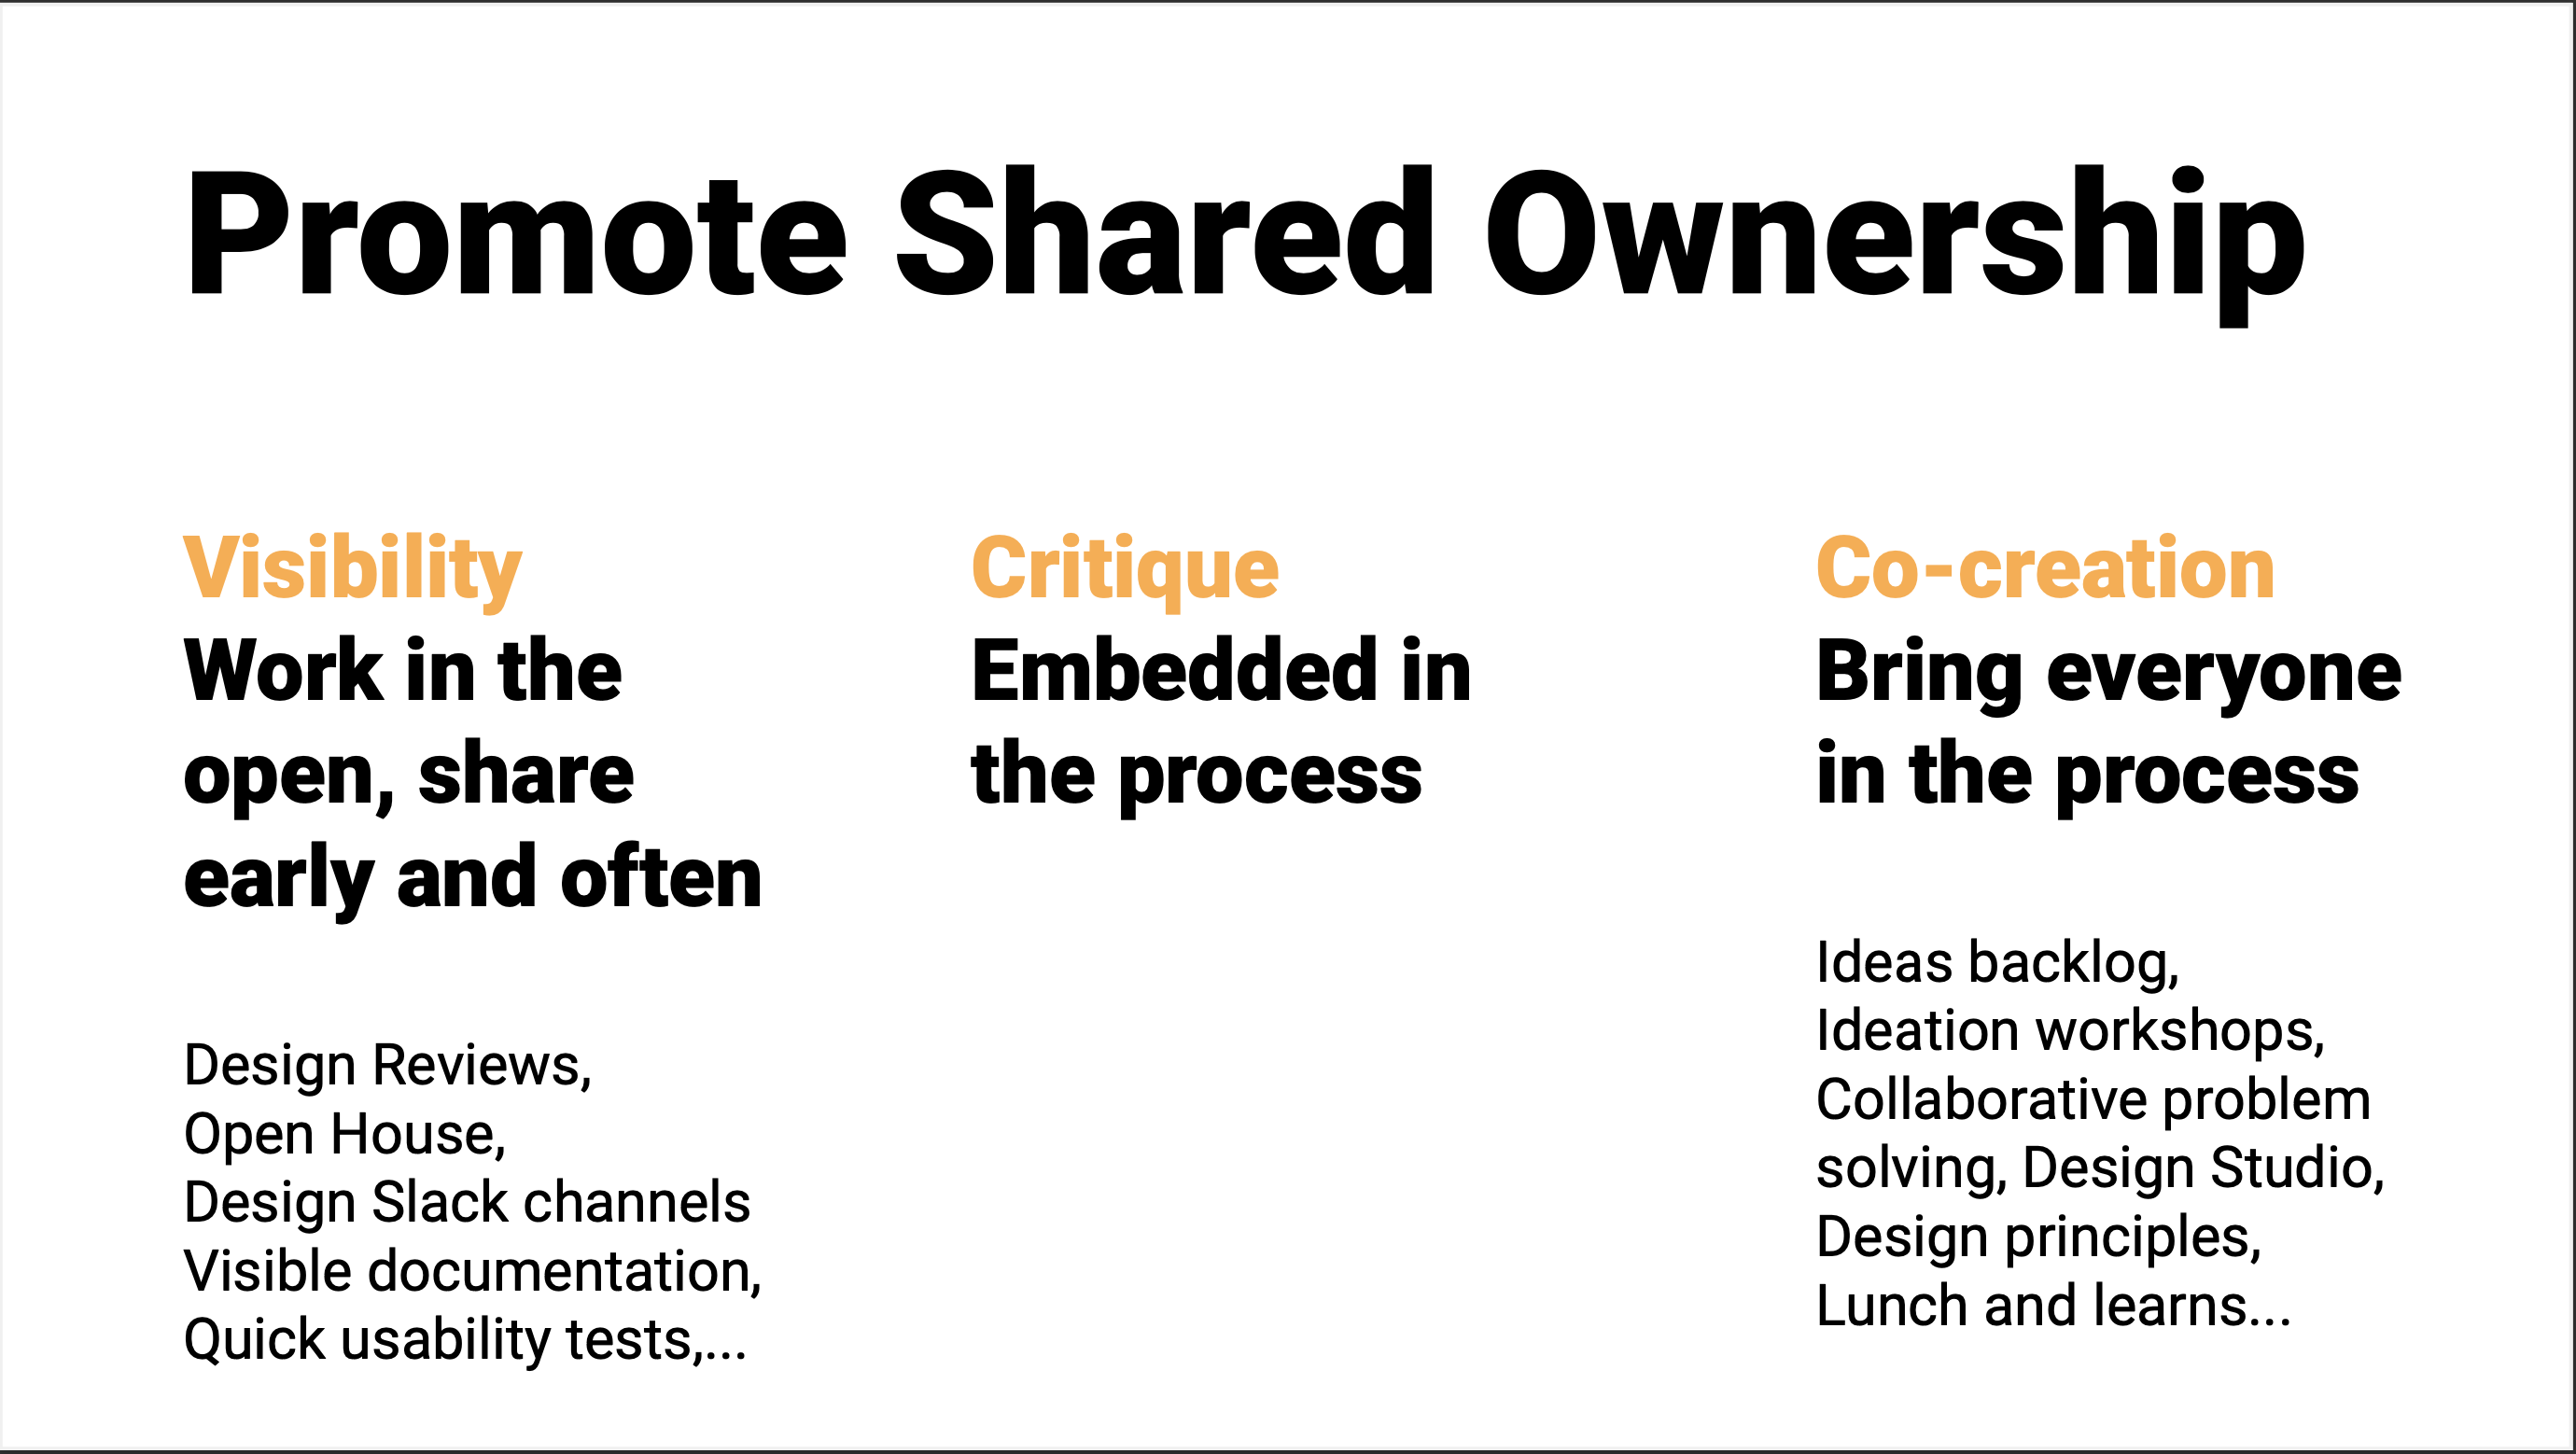 Promote Shared Ownership
Visibility
Work in the
open, share
early and often
Design Reviews,
Open House,
Design Slack channels
Visible documentation,
Quick usability tests,...
Critique
Embedded in
the process
Co-creation
Bring everyone
in the process
Ideas backlog,
Ideation workshops,
Collaborative problem
solving, Design Studio,
Design principles,
Lunch and learns...